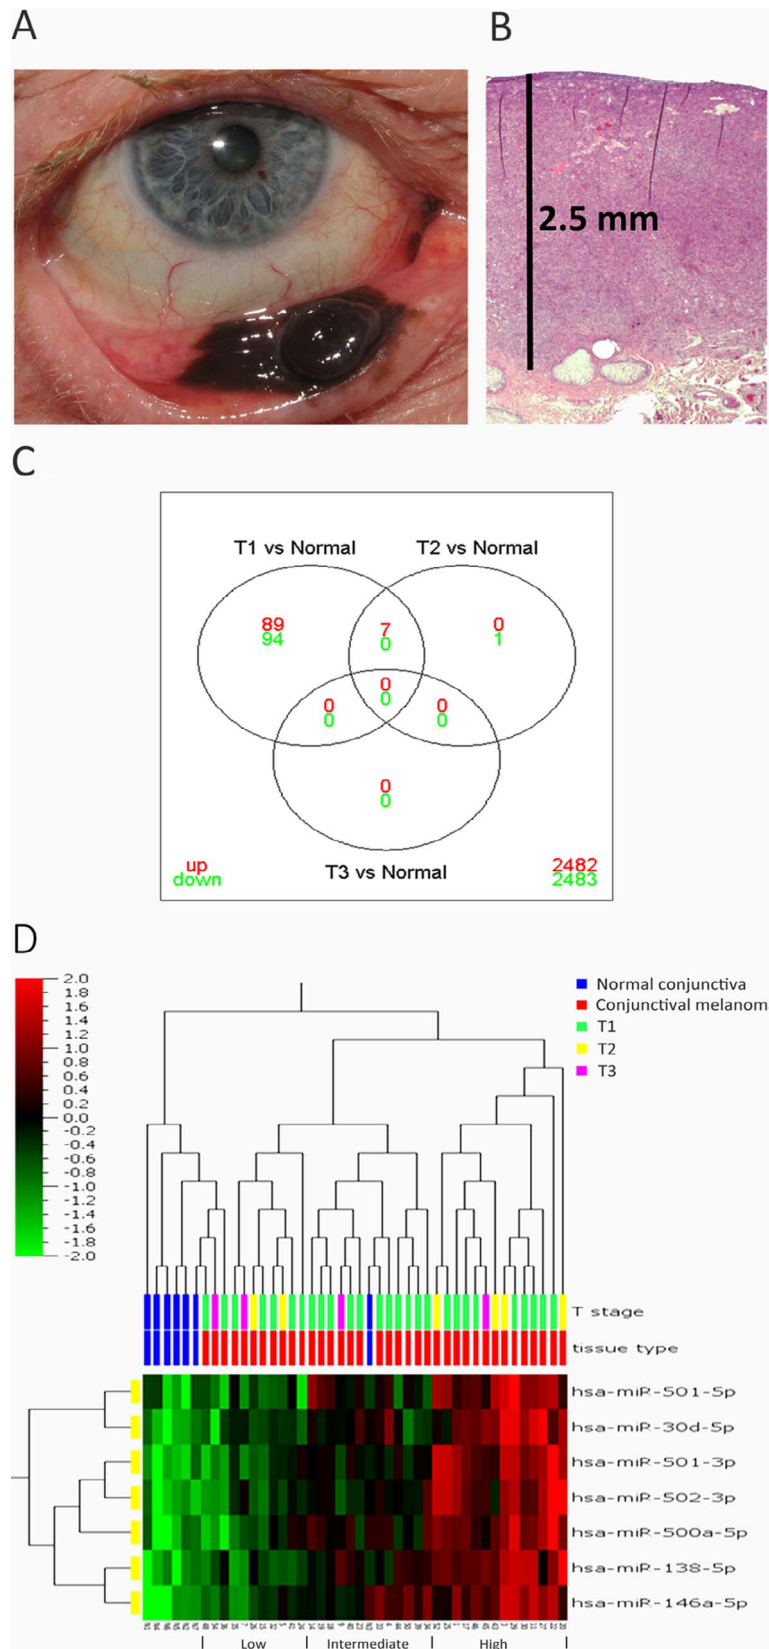 A
B
2.5 mm
C
T1 vs Normal
T2 vs Normal
89
94
7
0
0
1
0
0
0
0
0
0
0
0
T3 vs Normal
up
down
2482
2483
D
2.0
1.8
1.6
1.4
1.2
1.0
0.8
0.6
0.4
0.2
0.0
-0.2
-0.4
-0.6
-0.8
-1.0
-1.2
-1.4
-1.6
-1.8
-2.0
Normal conjunctiva
Conjunctival melanom
T1
T2
T3
T stage
tissue type
hsa-miR-501-5p
hsa-miR-30d-5p
hsa-miR-501-3p
hsa-miR-502-3p
hsa-miR-500a-5p
hsa-miR-138-5p
hsa-miR-146a-5p
Low
Intermediate
High